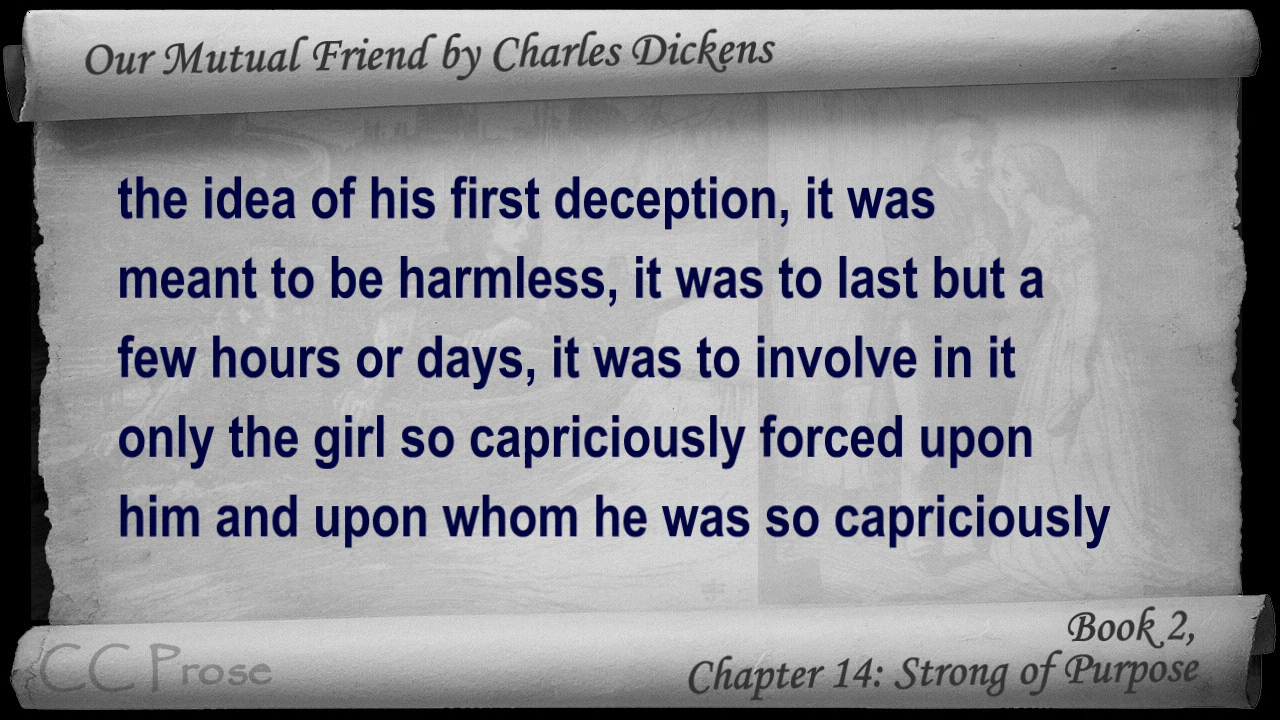 Our Mutual Friend by Charles Dickens
the idea of his first deception, it was
meant to be harmless, it was to last but a
few hours or days, it was to involve in it
only the girl so capriciously forced upon
him and upon whom he was so capriciously
Book 2,
Chapter 14: Strong of Purpose
CC Prose